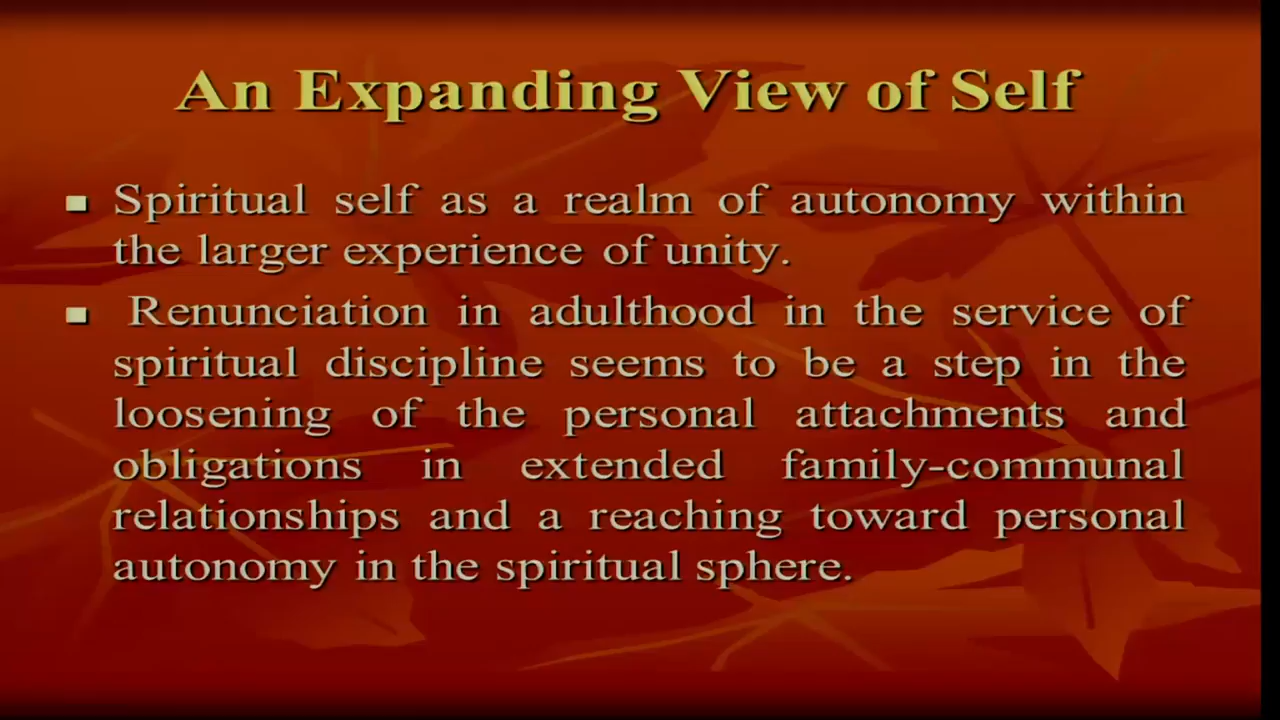 An Expanding View of Self
Spiritual self as a realm of autonomy within
the larger experience of unity.
Renunciation in adulthood in the service of
spiritual discipline seems to be a step in the
loosening of the personal attachments and
obligations in extended family-communal
relationships and a reaching toward personal
autonomy in the spiritual sphere.